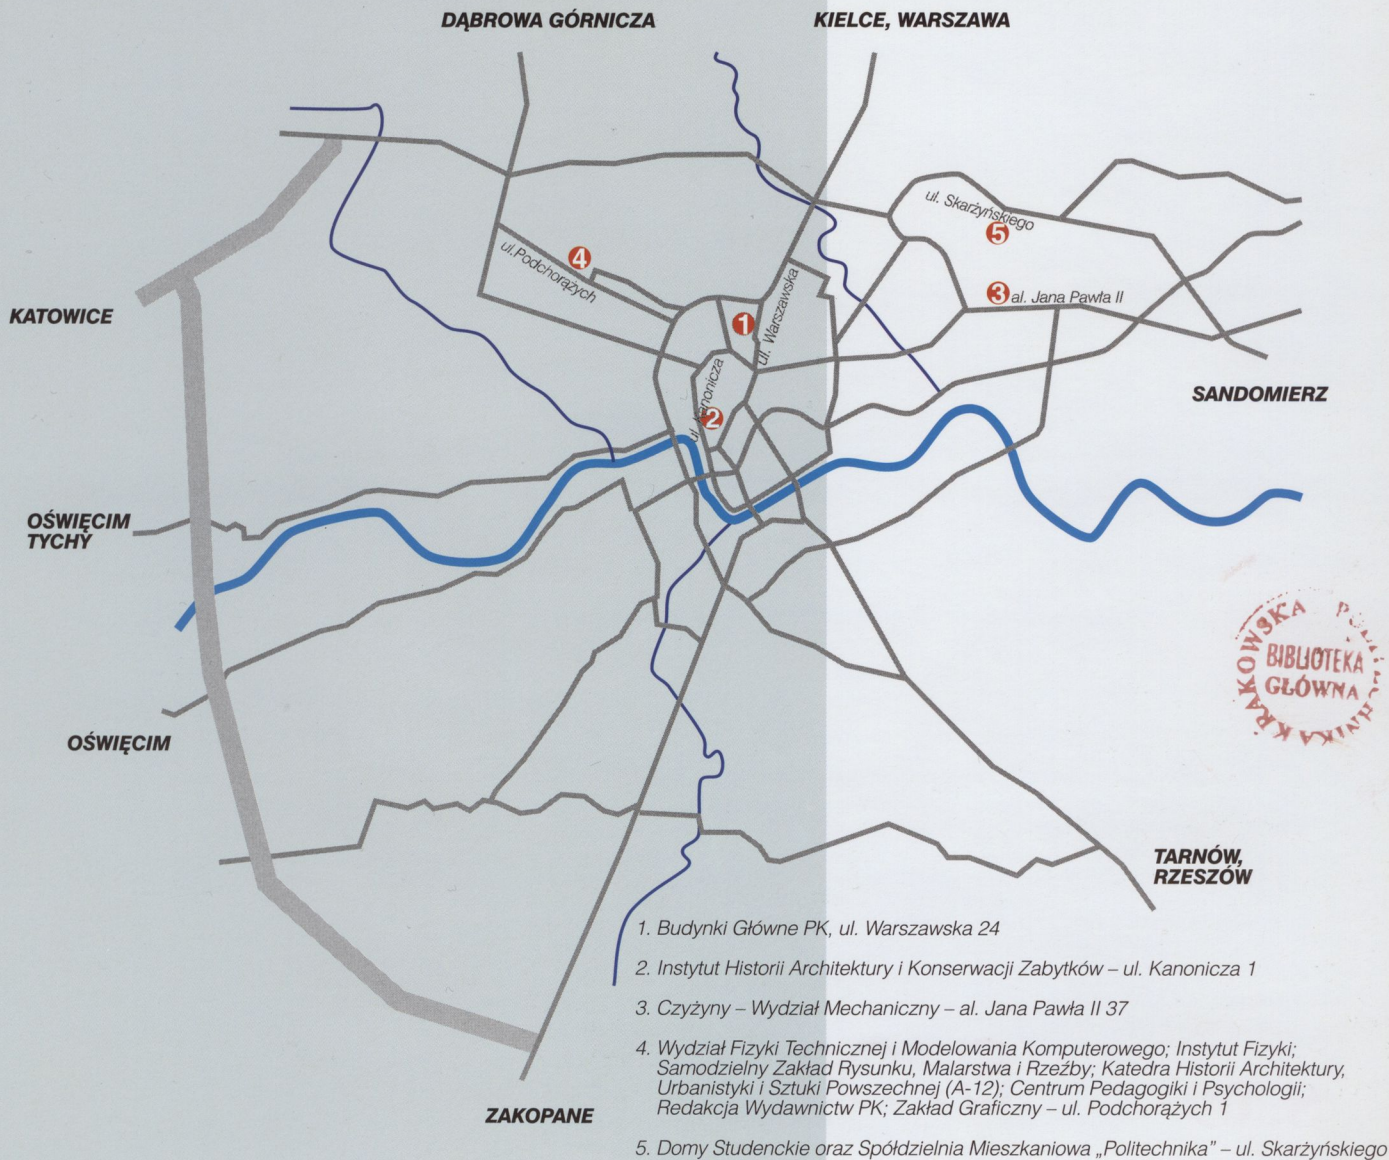 DĄBROWA GÓRNICZA
KIELCE, WARSZAWA
ul. Skarżyńskiego
5
4
ul.Podchorążych
3 al. Jana Pawła II
KATOWICE
1
ul. Warszawska
ul. Kanonicza
2
SANDOMIERZ
OŚWIĘCIM
TYCHY
KRAKOWSKA
BIBLIOTEKA
GŁÓWNA
OŚWIĘCIM
TARNÓW,
RZESZÓW
ZAKOPANE
1. Budynki Główne PK, ul. Warszawska 24
2. Instytut Historii Architektury i Konserwacji Zabytków – ul. Kanonicza 1
3. Czyżyny – Wydział Mechaniczny – al. Jana Pawła II 37
4. Wydział Fizyki Technicznej i Modelowania Komputerowego; Instytut Fizyki;
Samodzielny Zakład Rysunku, Malarstwa i Rzeźby; Katedra Historii Architektury,
Urbanistyki i Sztuki Powszechnej (A-12); Centrum Pedagogiki i Psychologii;
Redakcja Wydawnictw PK; Zakład Graficzny – ul. Podchorążych 1
5. Domy Studenckie oraz Spółdzielnia Mieszkaniowa „Politechnika” – ul. Skarżyńskiego